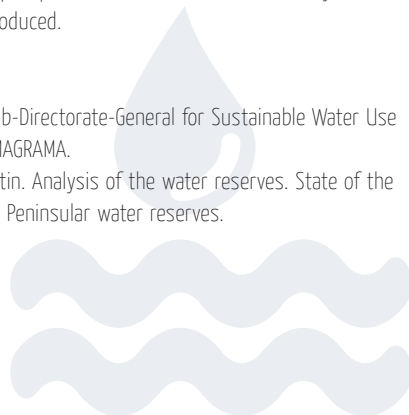 oduced.
b-Directorate-General for Sustainable Water Use
MAGRAMA.
tin. Analysis of the water reserves. State of the
Peninsular water reserves.